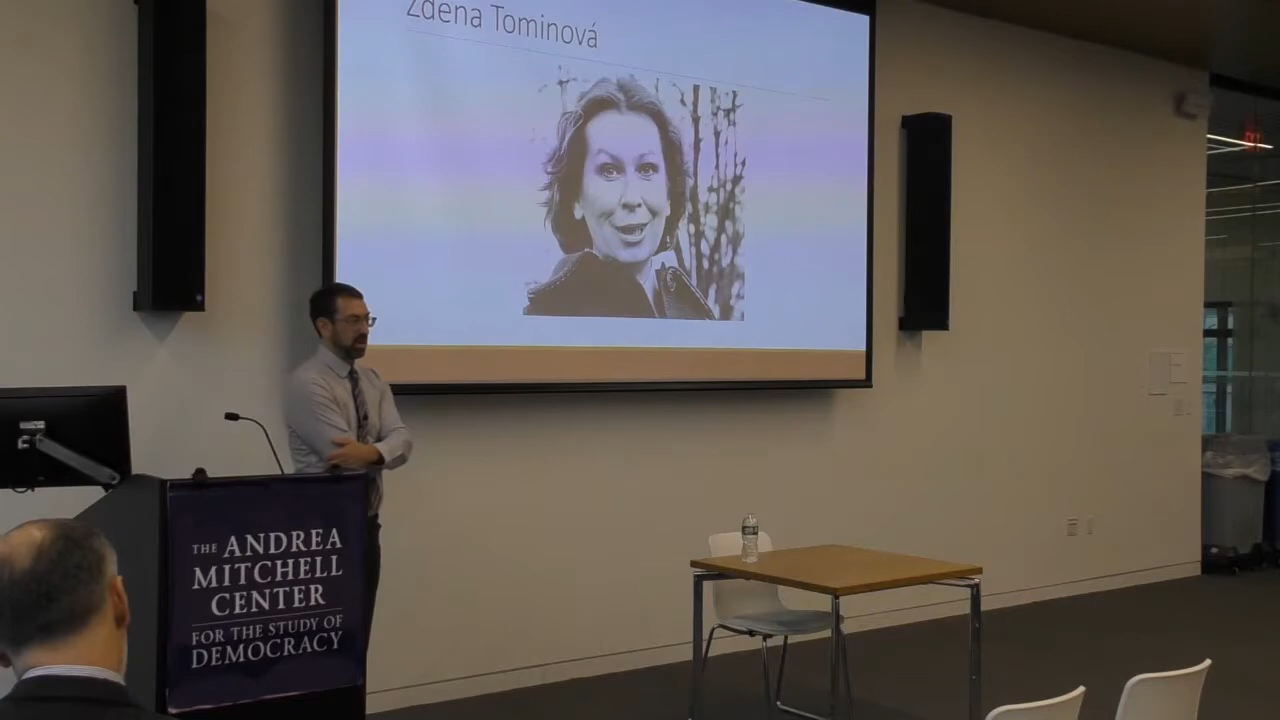 Zdena Tominová
THE ANDREA
MITCHELL
CENTER
FOR THE STUDY OF
DEMOCRACY